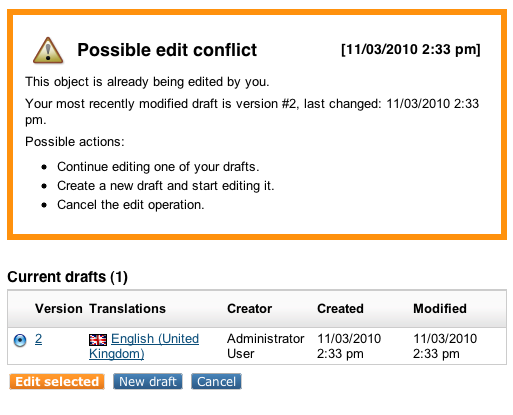 Possible edit conflict [11/03/2010 2:33 pm]
This object is already being edited by you.
Your most recently modified draft is version #2, last changed: 11/03/2010 2:33
pm.
Possible actions:
Continue editing one of your drafts.
Create a new draft and start editing it.
Cancel the edit operation.
Current drafts (1)
Version Translations Creator Created Modified
2 English (United Administrator 11/03/2010 11/03/2010
Kingdom) User 2:33 pm 2:33 pm
Edit selected New draft Cancel